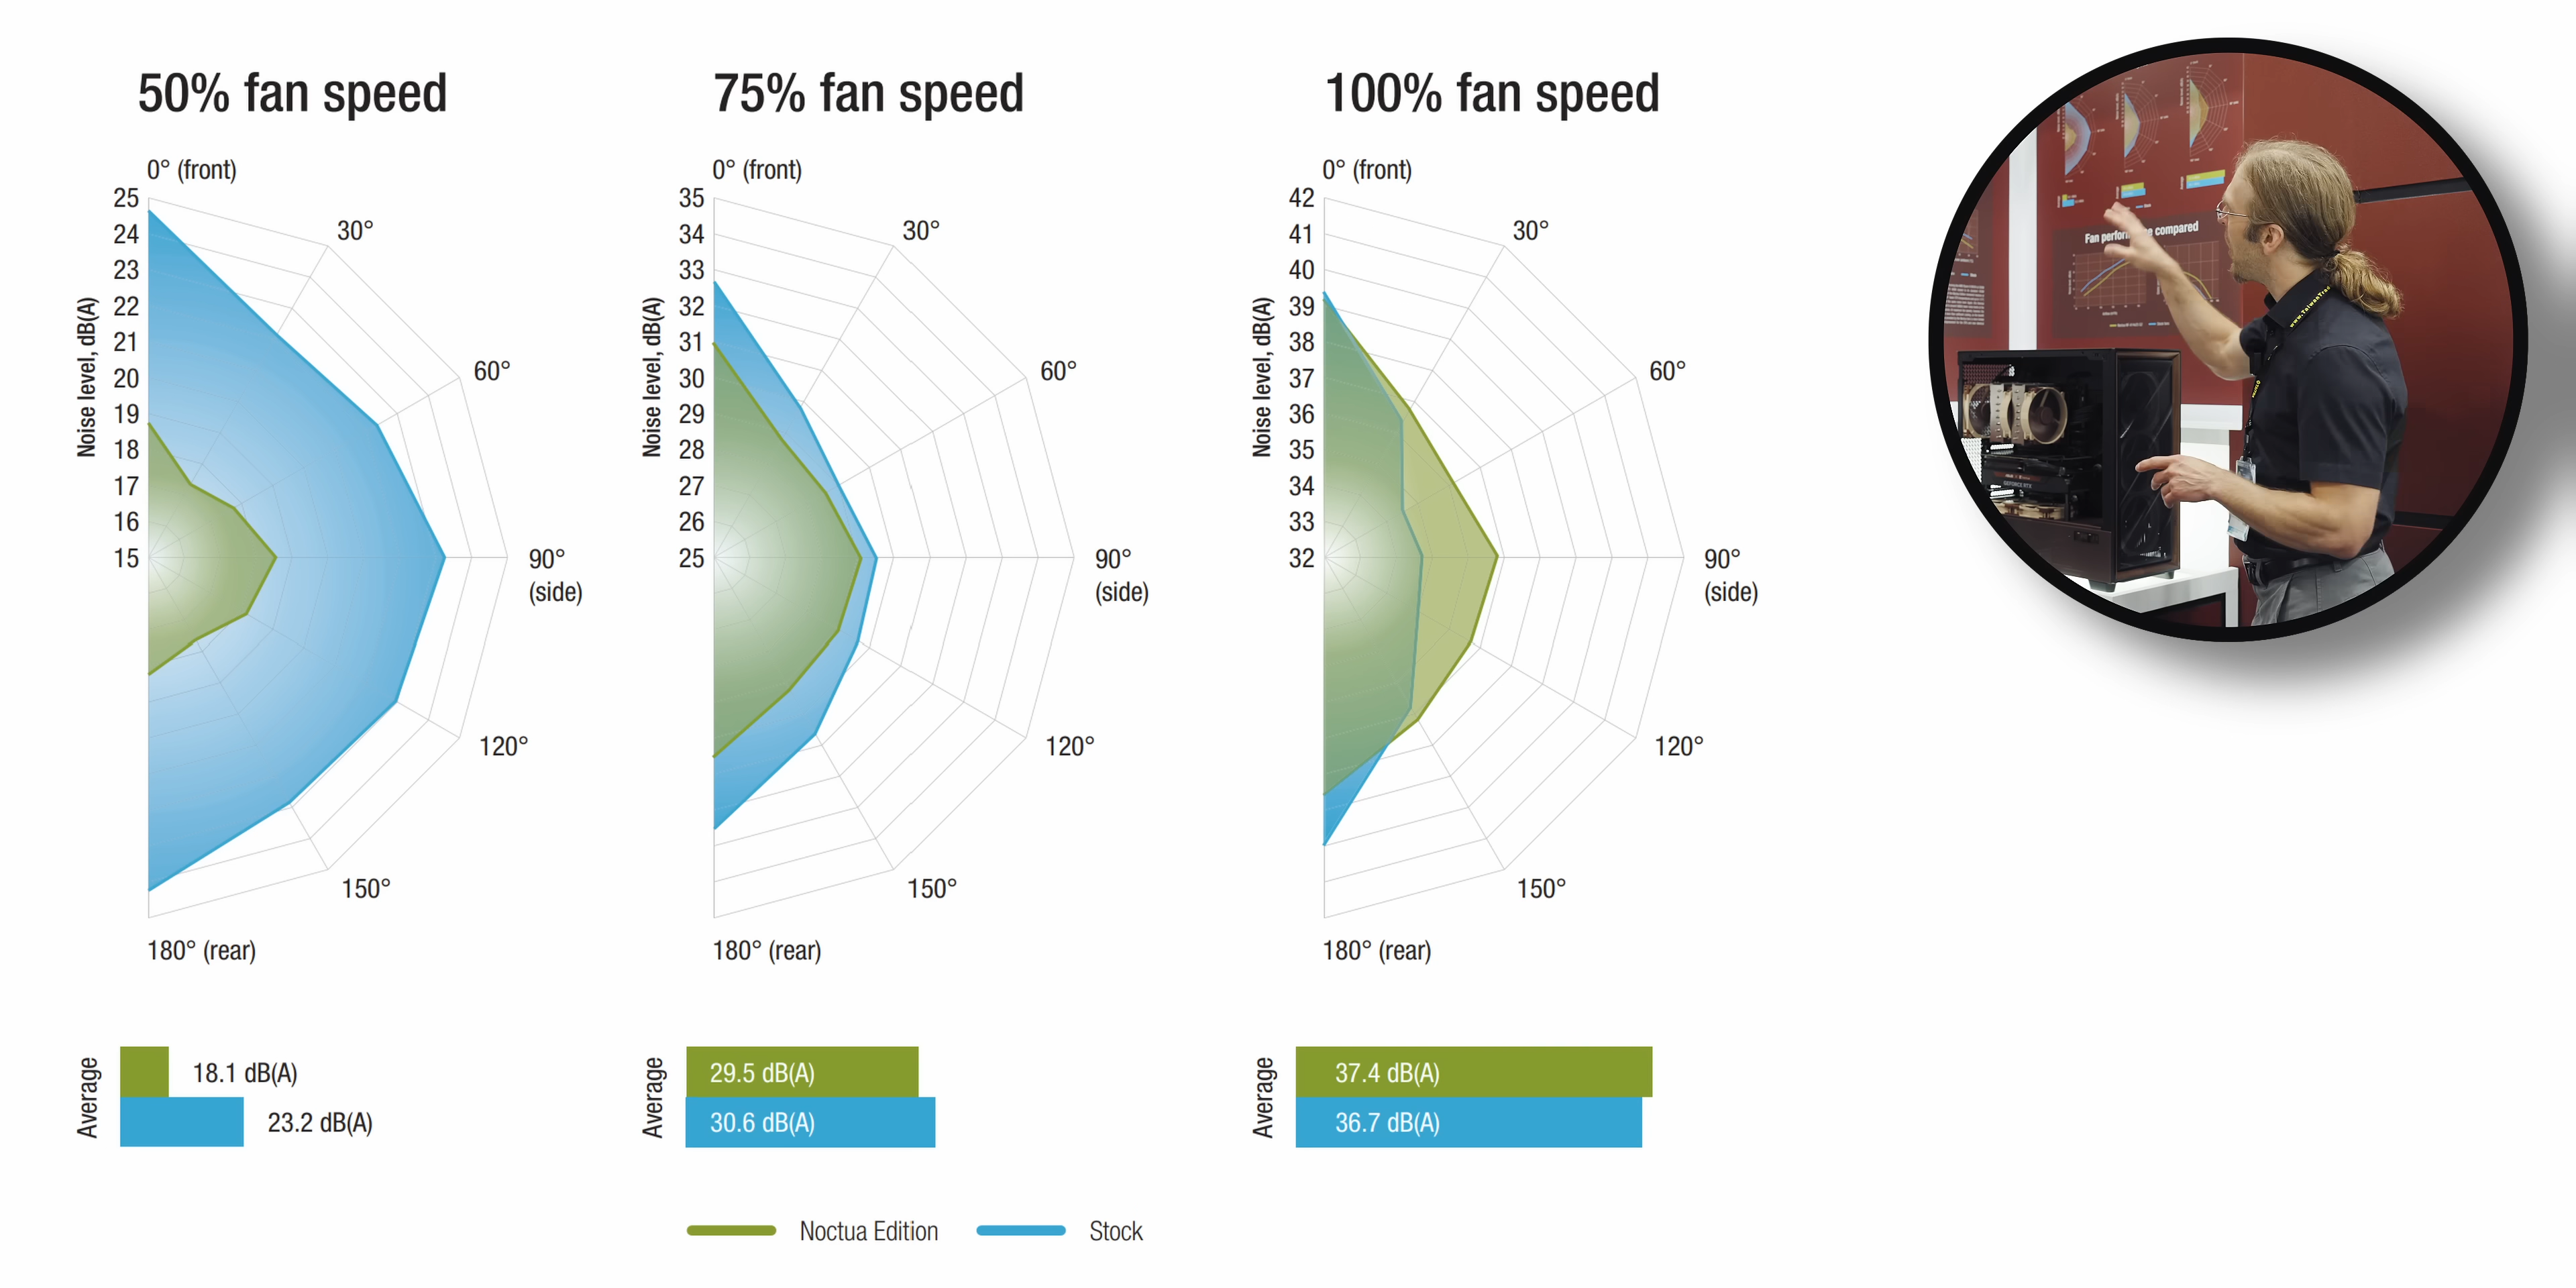 50% fan speed
0° (front)
30°
60°
90°
(side)
120°
150°
180° (rear)
Noise level, dB(A)
25
24
23
22
21
20
19
18
17
16
15
Average
18.1 dB(A)
23.2 dB(A)
75% fan speed
0° (front)
30°
60°
90°
(side)
120°
150°
180° (rear)
Noise level, dB(A)
35
34
33
32
31
30
29
28
27
26
25
Average
29.5 dB(A)
30.6 dB(A)
100% fan speed
0° (front)
30°
60°
90°
(side)
120°
150°
180° (rear)
Noise level, dB(A)
42
41
40
39
38
37
36
35
34
33
32
Average
37.4 dB(A)
36.7 dB(A)
Noctua Edition
Stock
compared
GEFORCE RTX